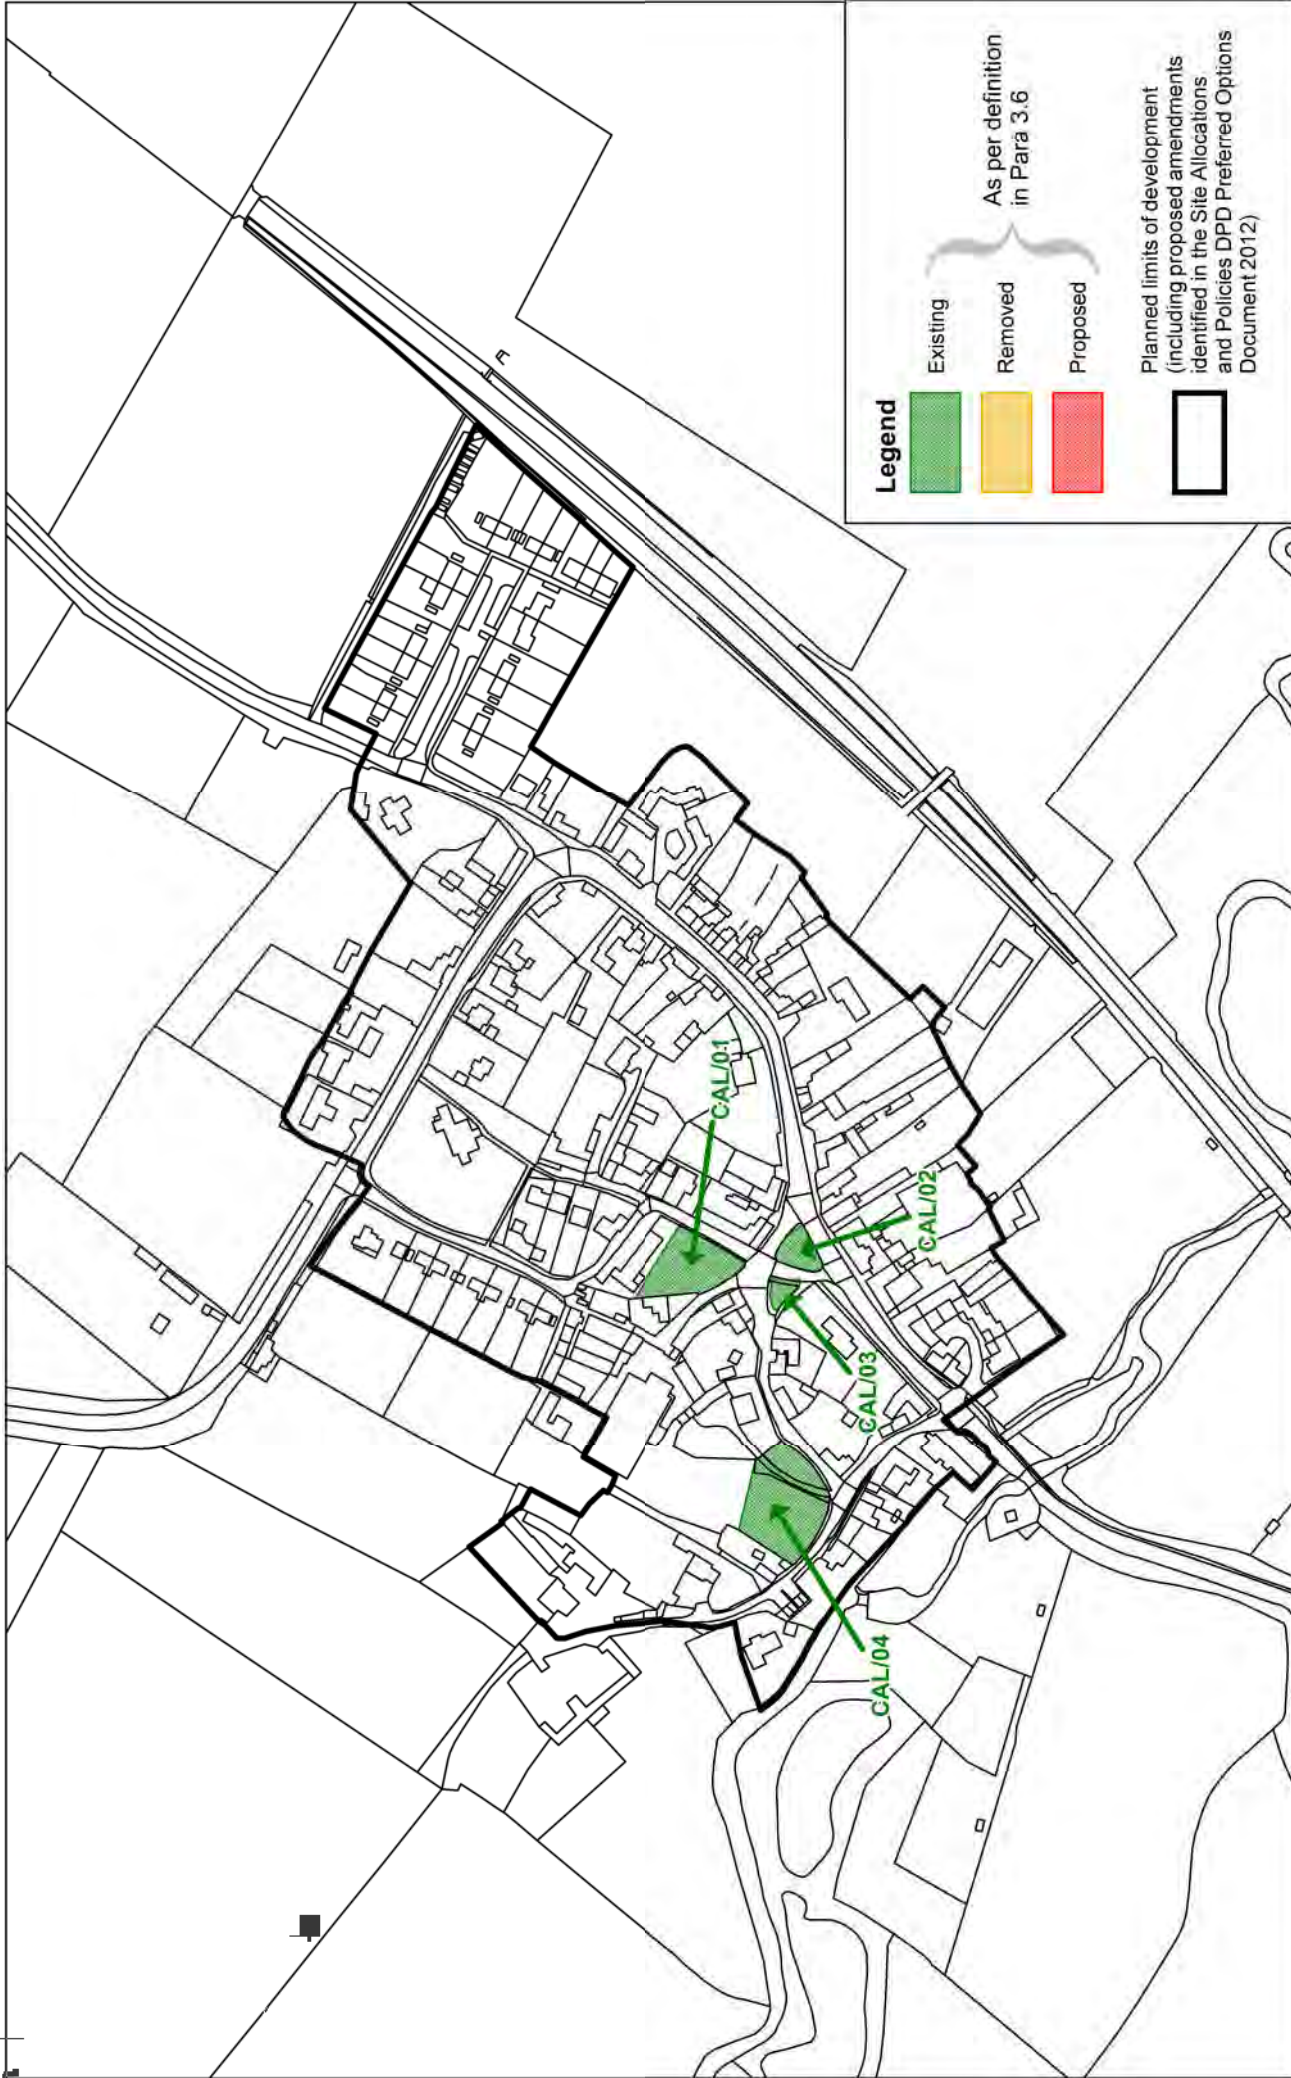 CAL/01
CAL/02
CAL/03
CAL/04
Legend
Existing
Removed
Proposed
As per definition
in Para 3.6
Planned limits of development
(including proposed amendments
identified in the Site Allocations
and Policies DPD Preferred Options
Document 2012)